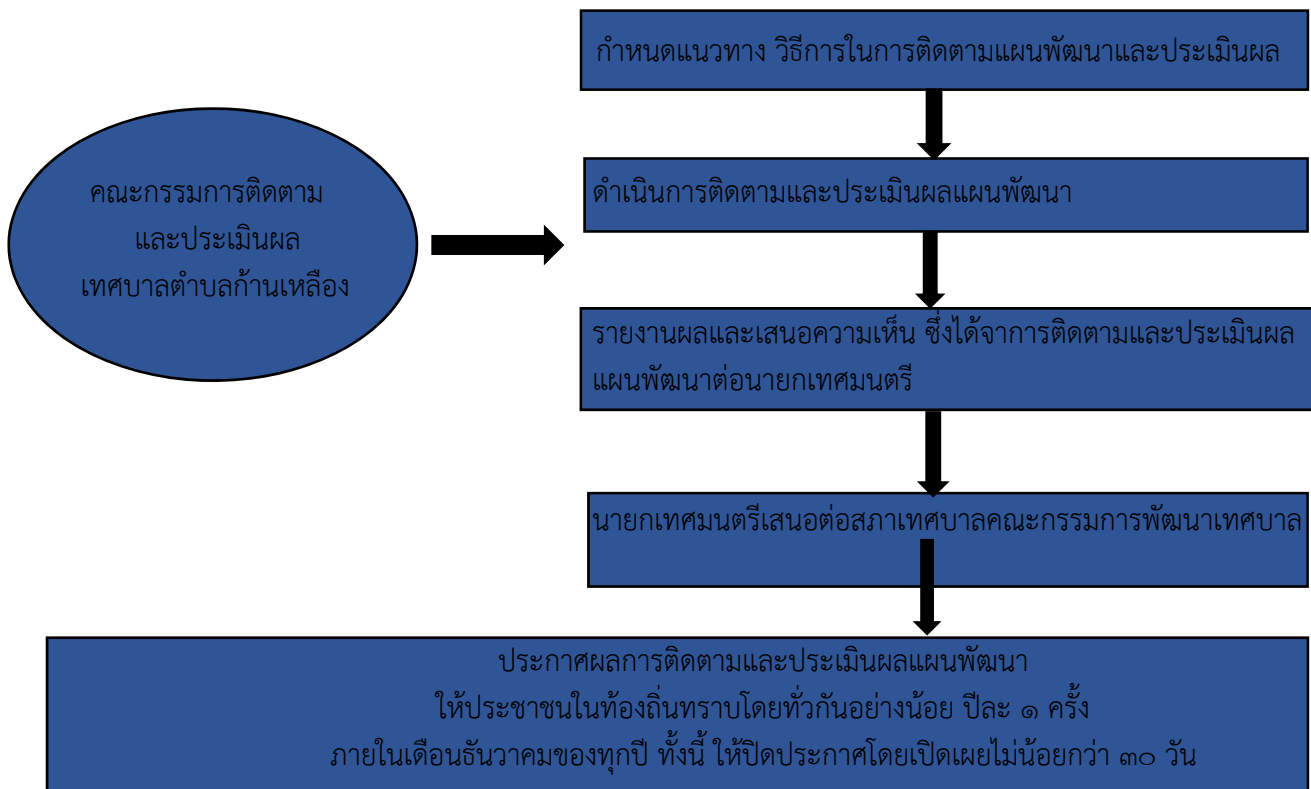 คณะกรรมการติดตาม
และประเมินผล
เทศบาลตำบลก้านเหลือง
กำหนดแนวทาง วิธีการในการติดตามแผนพัฒนาและประเมินผล
ดำเนินการติดตามและประเมินผลแผนพัฒนา
รายงานผลและเสนอความเห็น ซึ่งได้จาการติดตามและประเมินผล
แผนพัฒนาต่อนายกเทศมนตรี
นายกเทศมนตรีเสนอต่อสภาเทศบาลคณะกรรมการพัฒนาเทศบาล
ประกาศผลการติดตามและประเมินผลแผนพัฒนา
ให้ประชาชนในท้องถิ่นทราบโดยทั่วกันอย่างน้อย ปีละ ๑ ครั้ง
ภายในเดือนธันวาคมของทุกปี ทั้งนี้ ให้ปิดประกาศโดยเปิดเผยไม่น้อยกว่า ๓๐ วัน